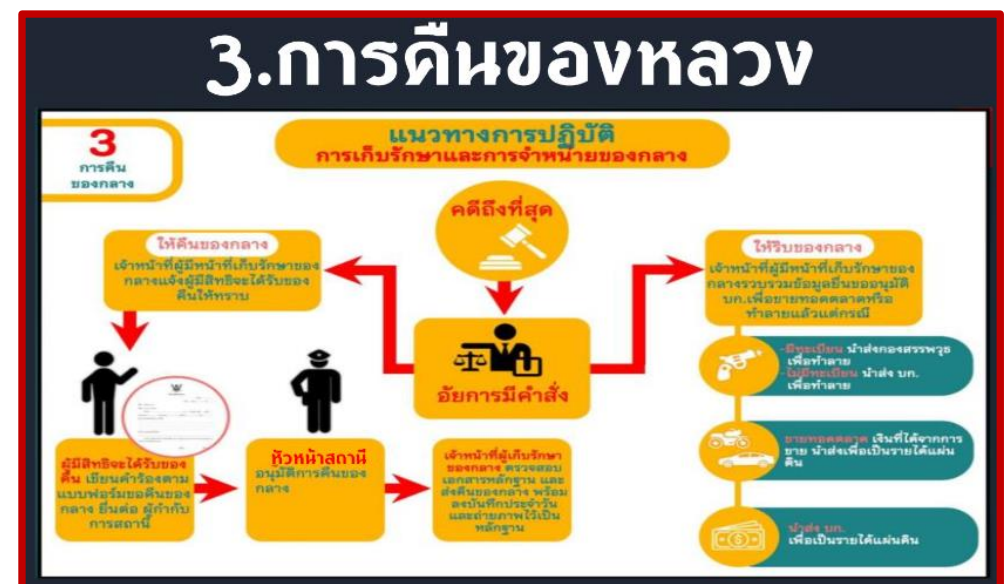 3.การคืนของหลวง
3
การคืน
ของกลาง
แนวทางการปฏิบัติ
การเก็บรักษาและการจำหน่ายของกลาง
คดีถึงที่สุด
ให้คืนของกลาง
เจ้าหน้าที่ผู้มีหน้าที่เก็บรักษาของ
กลางแจ้งผู้มีสิทธิจะได้รับของ
คืนให้ทราบ
อัยการมีคำสั่ง
ให้ริบของกลาง
เจ้าหน้าที่ผู้มีหน้าที่เก็บรักษาของ
กลางรวบรวมข้อมูลยื่นขออนุมัติ
บก.เพื่อขายทอดตลาดหรือ
ทำลายแล้วแต่กรณี
ผู้มีสิทธิจะได้รับของ
คืน เขียนคำร้องตาม
แบบฟอร์มขอคืนของ
กลาง ยื่นต่อ ผู้กำกับ
การสถานี
หัวหน้าสถานี
อนุมัติการคืนของ
กลาง
เจ้าหน้าที่ผู้เก็บรักษา
ของกลาง ตรวจสอบ
เอกสารหลักฐาน และ
ส่งคืนของกลาง พร้อม
ลงบันทึกประจำวัน
และถ่ายภาพไว้เป็น
หลักฐาน
-มีทะเบียน นำส่งกองสรรพาวุธ
เพื่อทำลาย
-ไม่มีทะเบียน นำส่ง บก.
เพื่อทำลาย
ขายทอดตลาด เงินที่ได้จากการ
ขาย นำส่งเพื่อเป็นรายได้แผ่น
ดิน
นำส่ง บก.
เพื่อเป็นรายได้แผ่นดิน